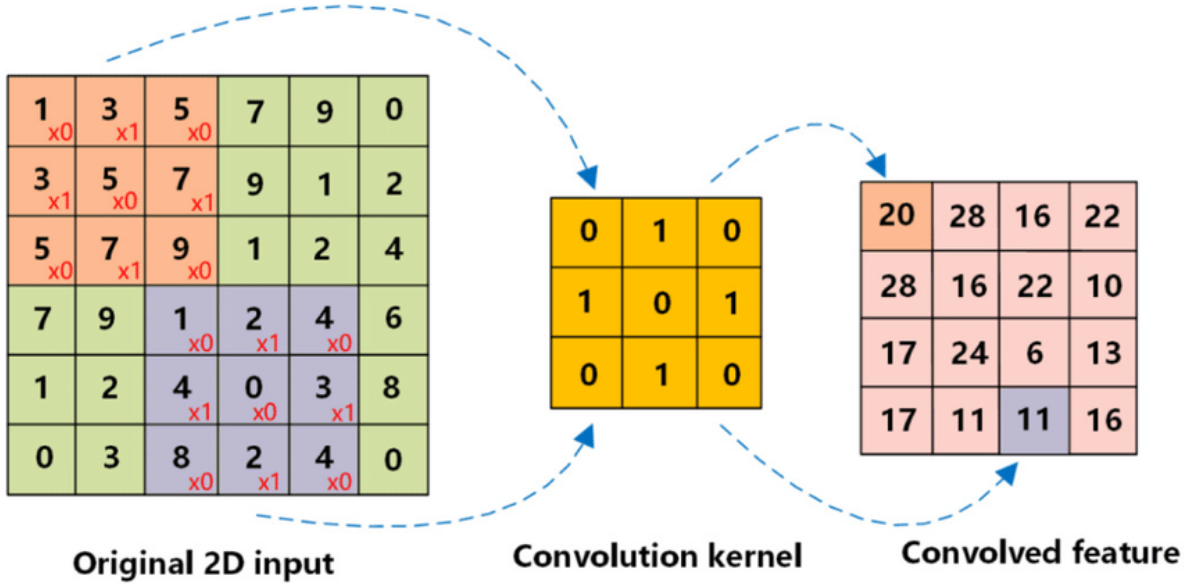 1 x0 3 x1 5 x0 7 9 0
3 x1 5 x0 7 x1 9 1 2
5 x0 7 x1 9 x0 1 2 4
7 9 1 x0 2 x1 4 x0 6
1 2 4 x1 0 x0 3 x1 8
0 3 8 x0 2 x1 4 x0 0
Original 2D input
0 1 0
1 0 1
0 1 0
Convolution kernel
20 28 16 22
28 16 22 10
17 24 6 13
17 11 11 16
Convolved feature